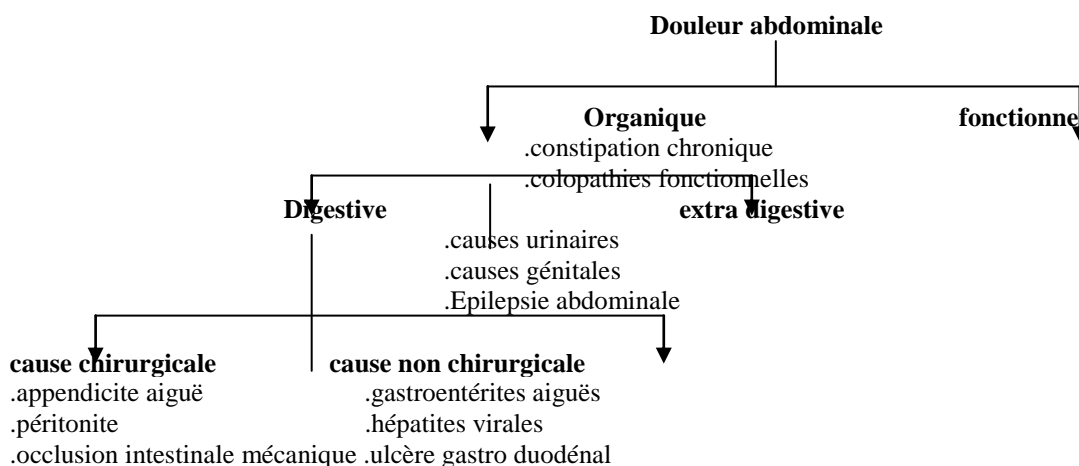 Douleur abdominale
Organique fonctionne
.constipation chronique
.colopathies fonctionnelles
Digestive extra digestive
.causes urinaires
.causes génitales
.Epilepsie abdominale
cause chirurgicale cause non chirurgicale
.appendicite aiguë .gastroentérites aiguës
.péritonite .hépatites virales
.occlusion intestinale mécanique .ulcère gastro duodénal